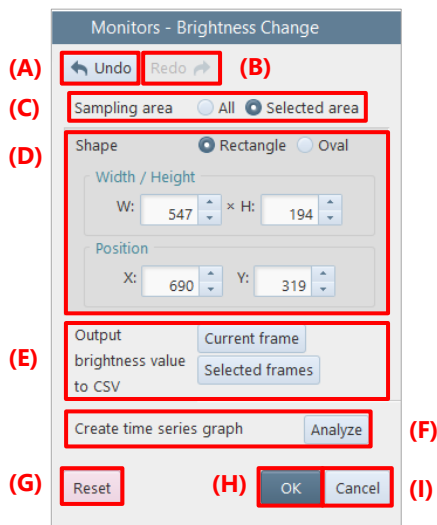 Monitors - Brightness Change
(A) Undo Redo (B)
(C) Sampling area All Selected area
(D) Shape Rectangle Oval
Width / Height
W: 547 × H: 194
Position
X: 690 Y: 319
(E) Output brightness value to CSV
Current frame
Selected frames
Create time series graph Analyze (F)
(G) Reset (H) OK Cancel (I)